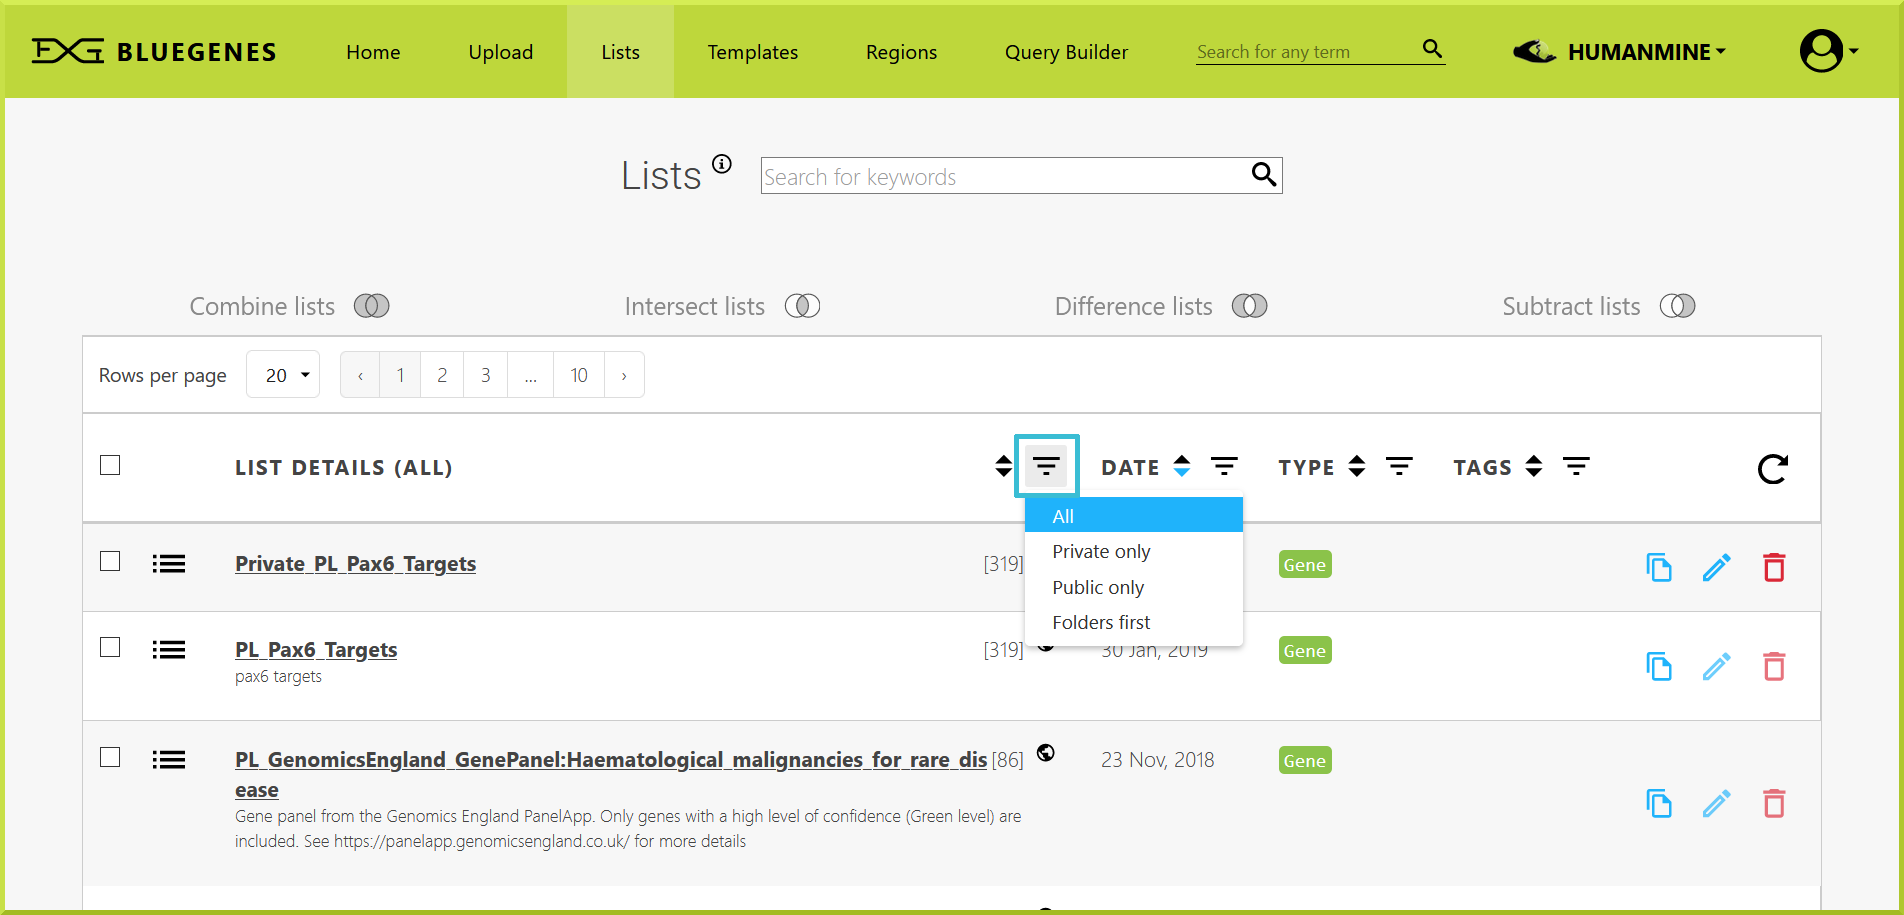 BLUEGENES Home Upload Lists Templates Regions Query Builder Search for any term HUMANMINE
Lists Search for keywords
Combine lists Intersect lists Difference lists Subtract lists
Rows per page 20 ‹ 1 2 3 ... 10 ›
LIST DETAILS (ALL) DATE TYPE TAGS
All
Private only
Public only
Folders first
Private_PL_Pax6_Targets [319] Gene
PL_Pax6_Targets [319] 30 Jan, 2019 Gene
pax6 targets
PL_GenomicsEngland_GenePanel:Haematological_malignancies_for_rare_dis [86] 23 Nov, 2018 Gene
ease
Gene panel from the Genomics England PanelApp. Only genes with a high level of confidence (Green level) are
included. See https://panelapp.genomicsengland.co.uk/ for more details